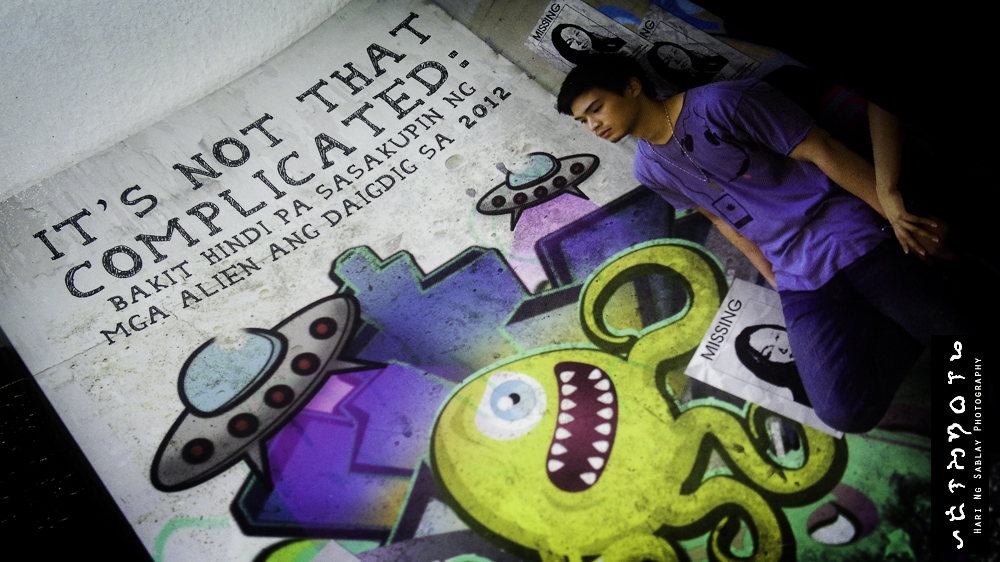 IT'S NOT THAT
COMPLICATED:
BAKIT HINDI PA SASAKUPIN NG
MGA ALIEN ANG DAIGDIG SA 2012
MISSING
MISSING
MISSING
HARI NG SABLAY PHOTOGRAPHY